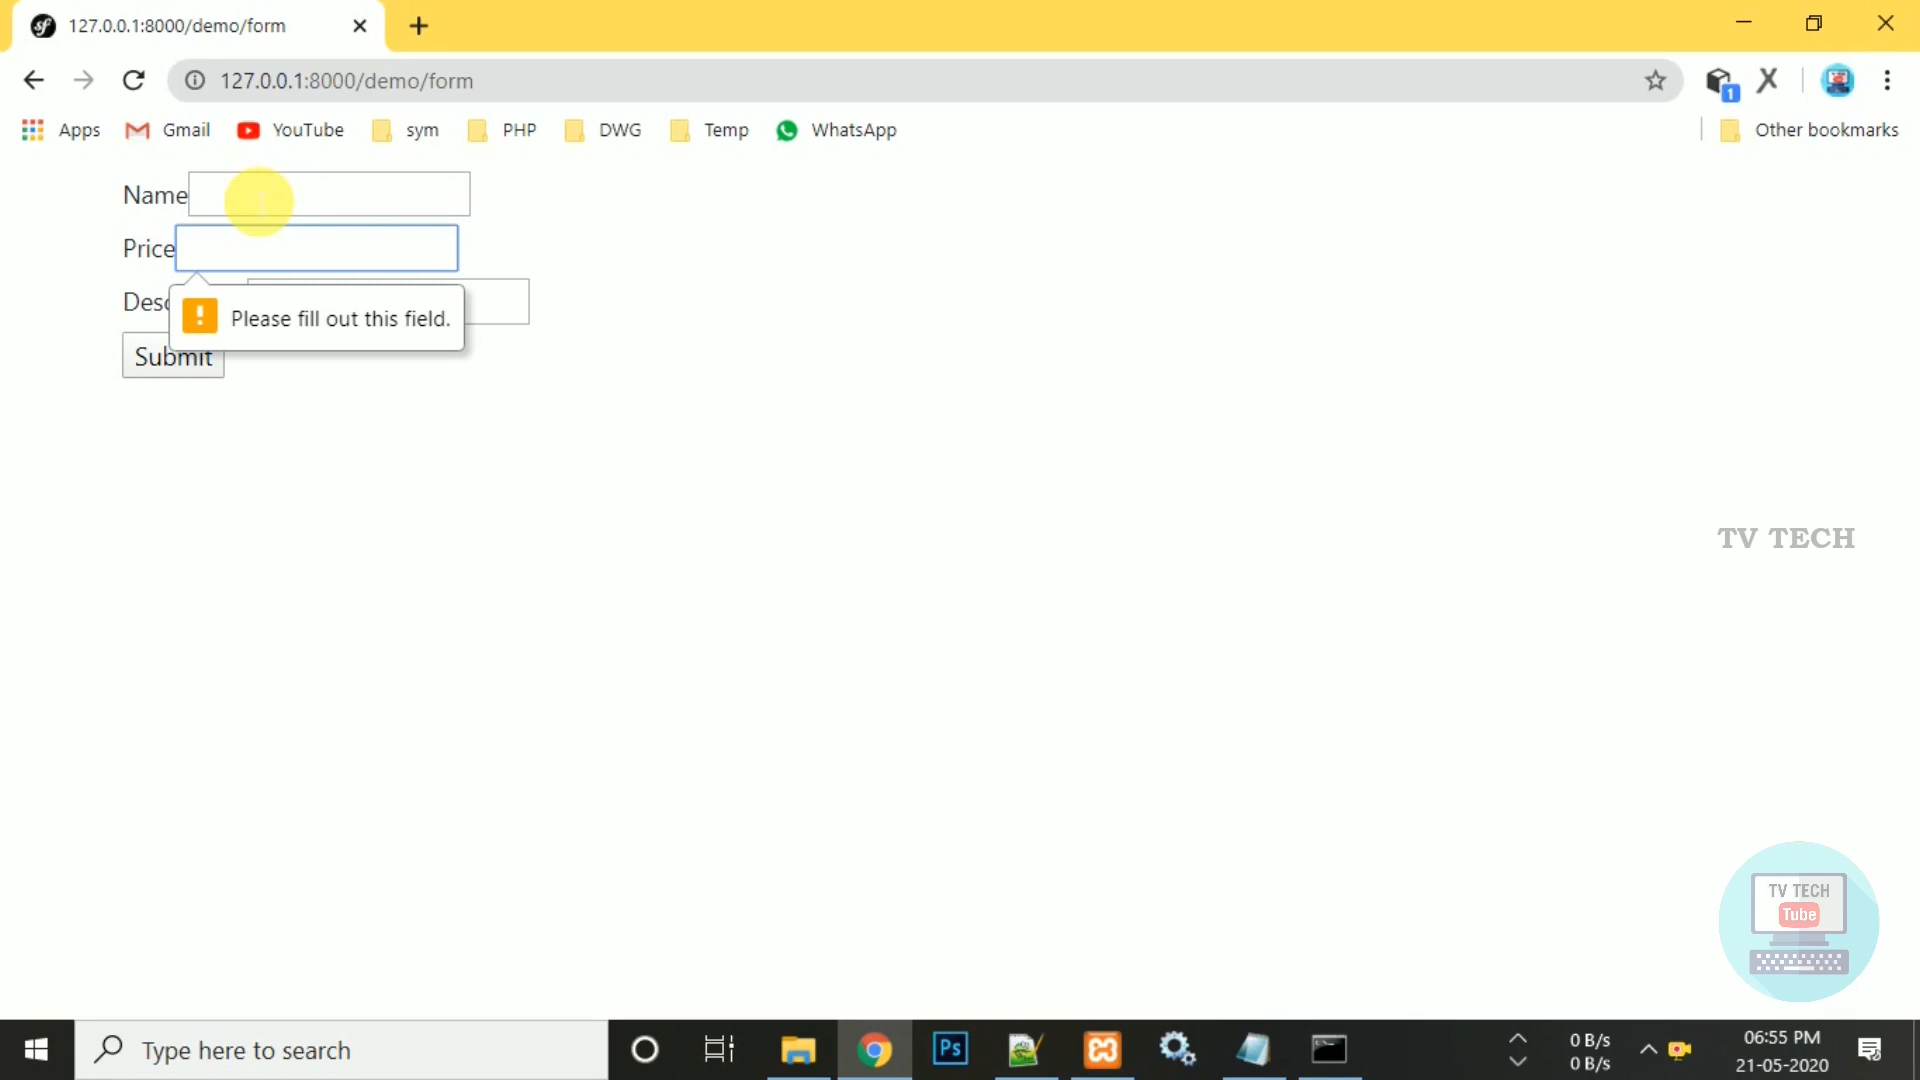 127.0.0.1:8000/demo/form
127.0.0.1:8000/demo/form
1
Apps Gmail YouTube sym PHP DWG Temp WhatsApp Other bookmarks
Name
Price
Desc
Please fill out this field.
Submit
TV TECH
TV TECH
Tube
Type here to search
Ps
0 B/s
0 B/s
06:55 PM
21-05-2020